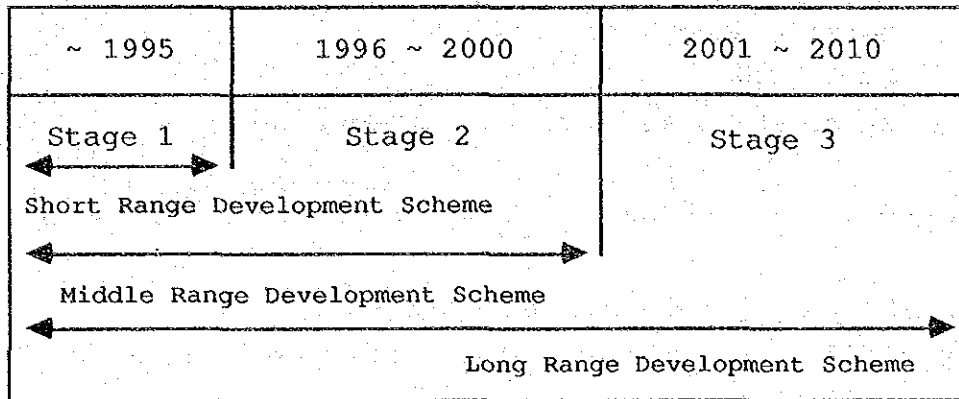 ~ 1995 1996 ~ 2000 2001 ~ 2010
Stage 1 Stage 2 Stage 3
Short Range Development Scheme
Middle Range Development Scheme
Long Range Development Scheme